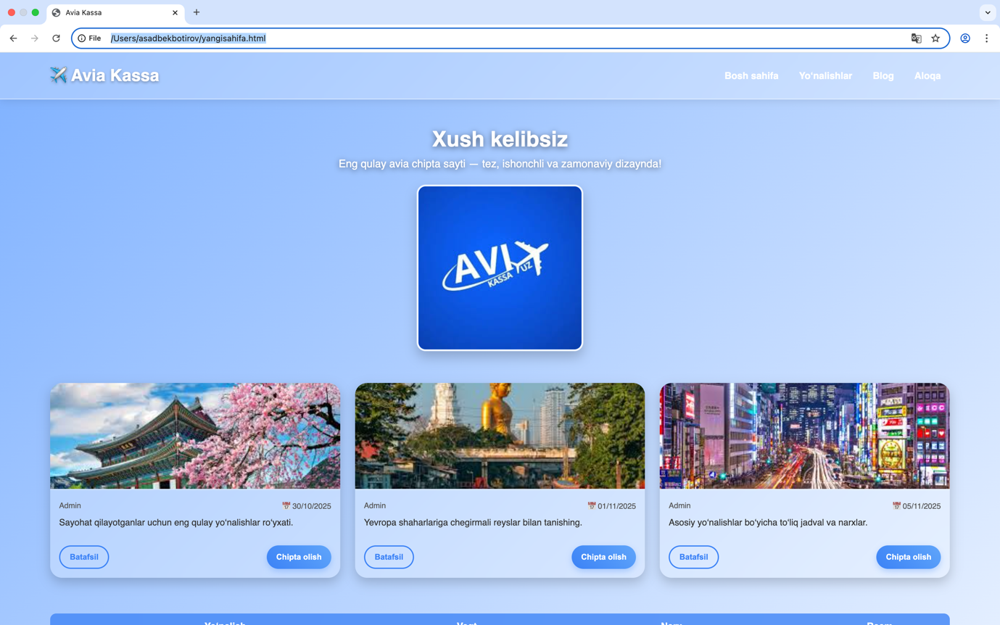 Avia Kassa
File /Users/asadbekbotirov/yangisahifa.html
Avia Kassa
Bosh sahifa Yo‘nalishlar Blog Aloqa
Xush kelibsiz
Eng qulay avia chipta sayti — tez, ishonchli va zamonaviy dizaynda!
AVI
KASSA UZ
Admin 30/10/2025
Sayohat qilayotganlar uchun eng qulay yo‘nalishlar ro‘yxati.
Batafsil Chipta olish
Admin 01/11/2025
Yevropa shaharlariga chegirmali reyslar bilan tanishing.
Batafsil Chipta olish
Admin 05/11/2025
Asosiy yo‘nalishlar bo‘yicha to‘liq jadval va narxlar.
Batafsil Chipta olish